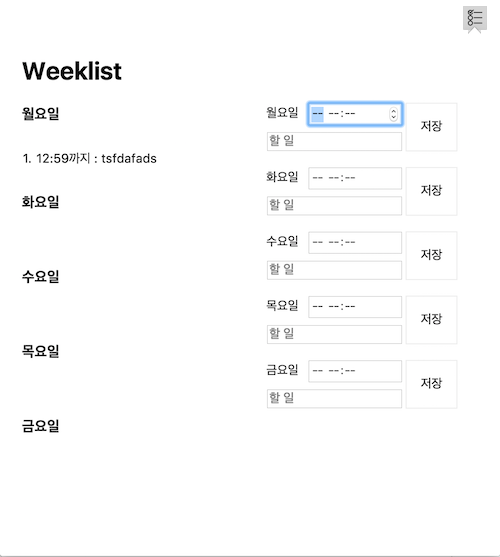 Weeklist
월요일
1. 12:59까지 : tsfdafads
화요일
수요일
목요일
금요일
월요일 -- --:--
할 일
저장
화요일 -- --:--
할 일
저장
수요일 -- --:--
할 일
저장
목요일 -- --:--
할 일
저장
금요일 -- --:--
할 일
저장